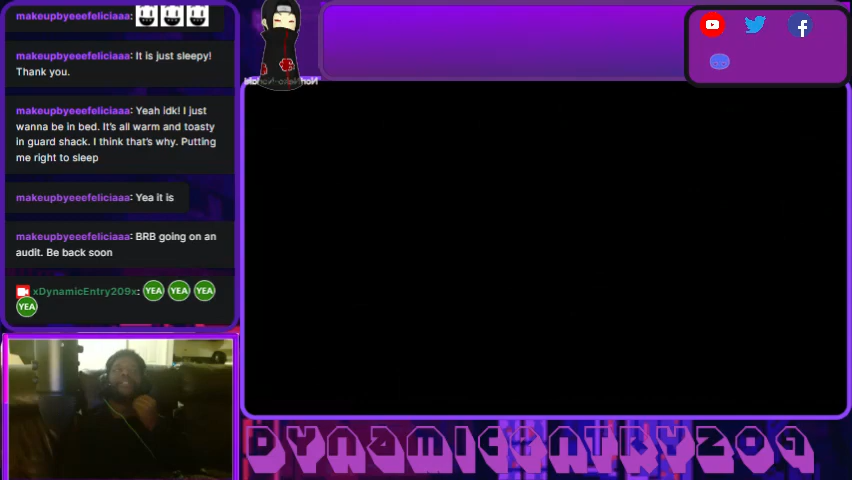 makeupbyeeefeliciaaa:
makeupbyeeefeliciaaa: It is just sleepy!
Thank you.
makeupbyeeefeliciaaa: Yeah idk! I just
wanna be in bed. It's all warm and toasty
in guard shack. I think that's why. Putting
me right to sleep
makeupbyeeefeliciaaa: Yea it is
makeupbyeeefeliciaaa: BRB going on an
audit. Be back soon
xDynamicEntry209x: YEA YEA YEA
YEA
DYNAMICENTRY209